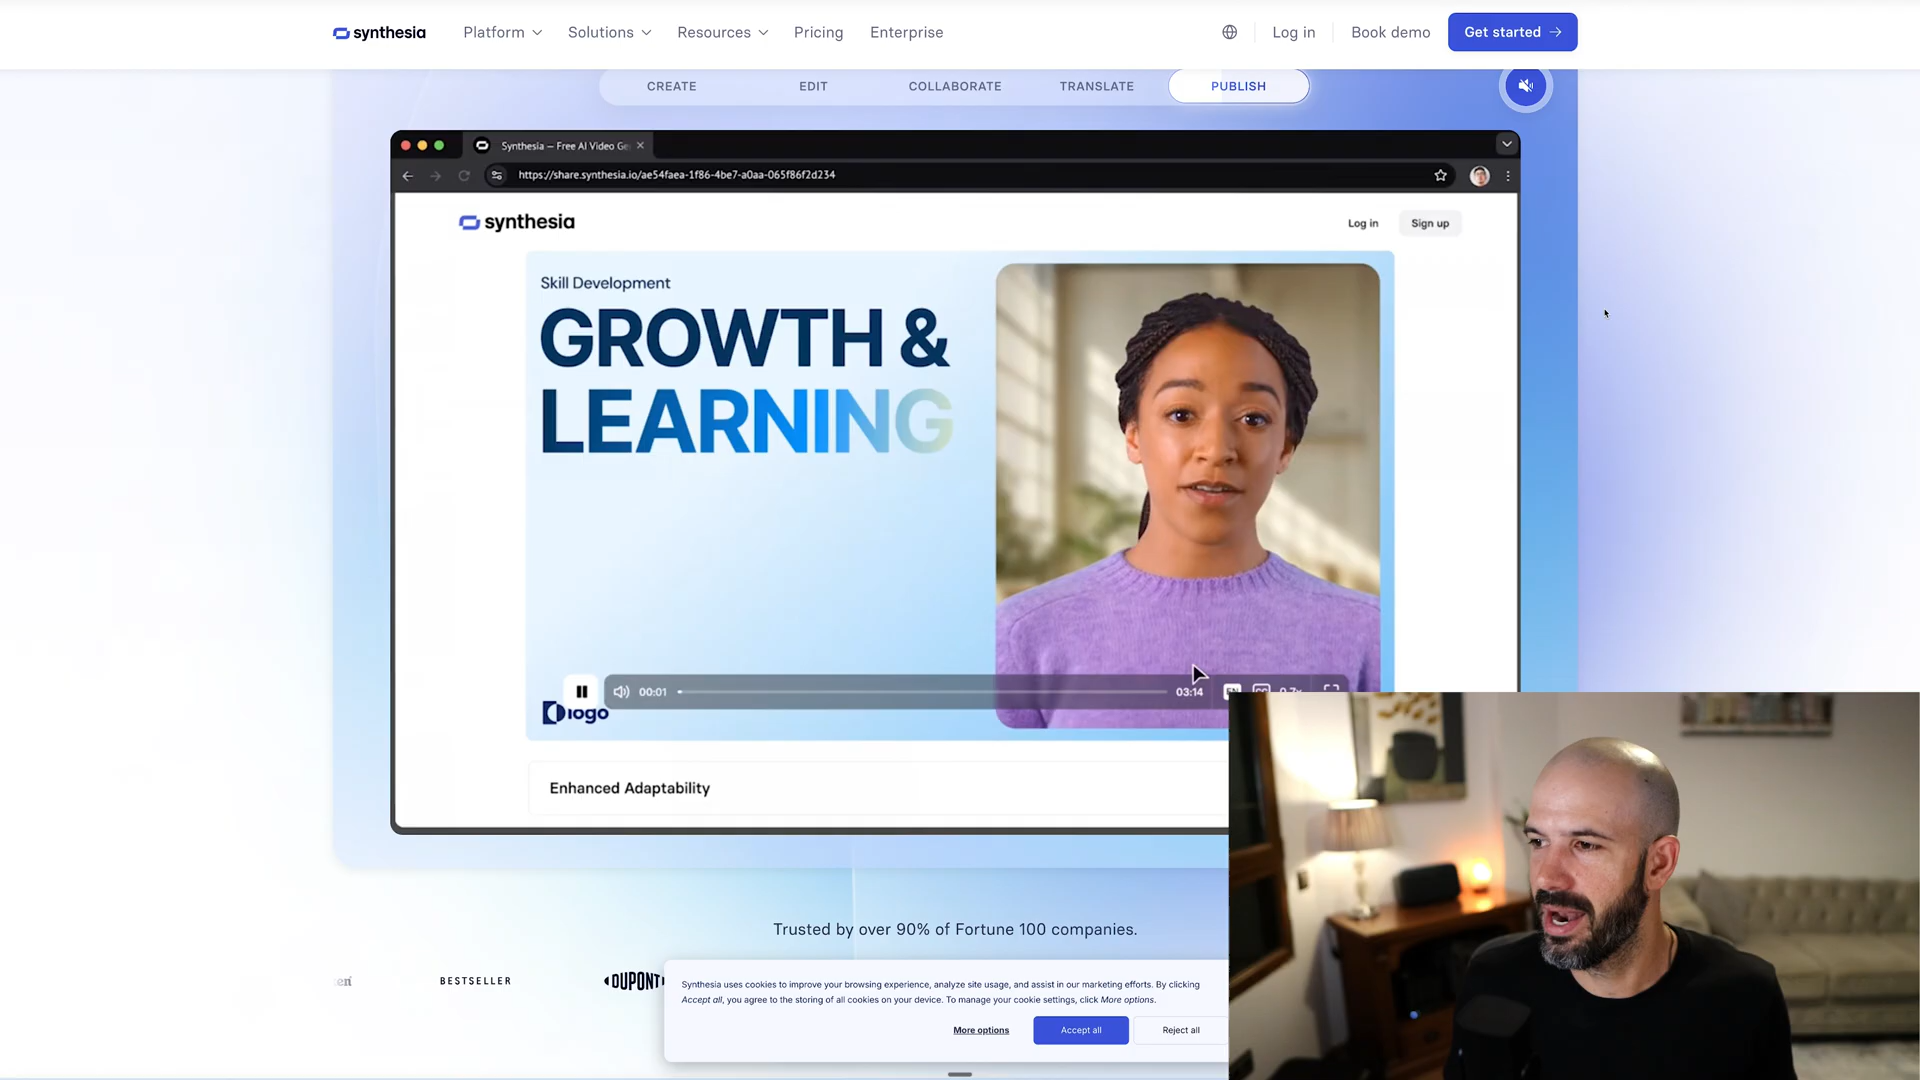 synthesia
Platform
Solutions
Resources
Pricing
Enterprise
Log in
Book demo
Get started
CREATE
EDIT
COLLABORATE
TRANSLATE
PUBLISH
Synthesia – Free AI Video Ge
https://share.synthesia.io/ae54faea-1f86-4be7-a0aa-065f86f2d234
synthesia
Log in
Sign up
Skill Development
GROWTH &
LEARNING
00:01
03:14
logo
Enhanced Adaptability
Trusted by over 90% of Fortune 100 companies.
BESTSELLER
DUPONT
Synthesia uses cookies to improve your browsing experience, analyze site usage, and assist in our marketing efforts. By clicking
Accept all, you agree to the storing of all cookies on your device. To manage your cookie settings, click More options.
More options
Accept all
Reject all